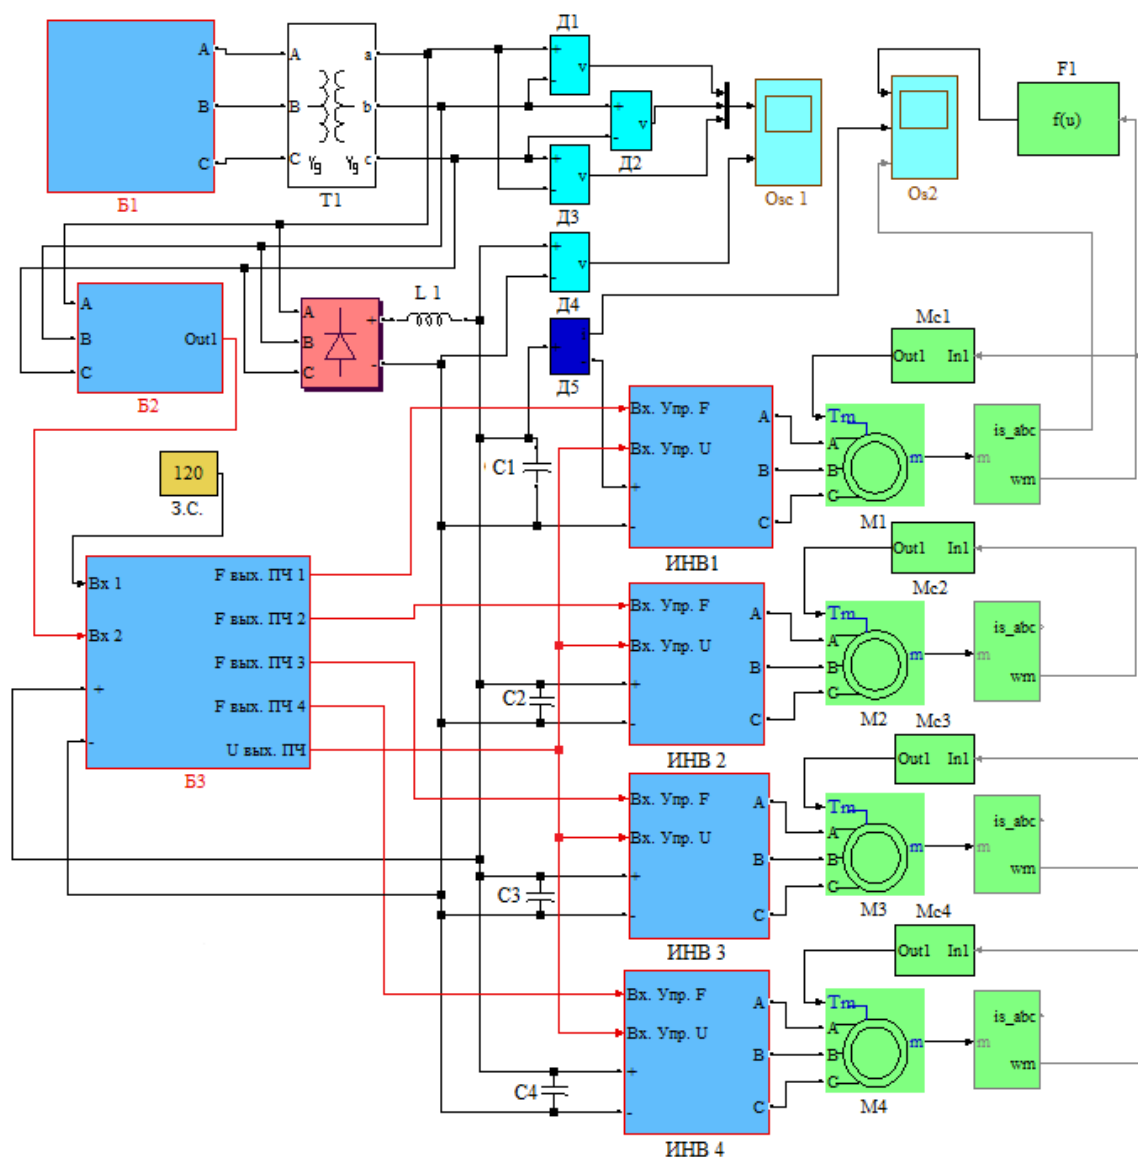 Д1
F1
A
A
a
+
v
-
B
B
b
+
v
-
f(u)
C
C
Yg
Yg
c
Д2
+
v
-
Б1
T1
Д3
Osc 1
Os2
+
v
-
Д4
A
B
C
Out1
Б2
A
B
C
+
-
L 1
+
i
-
Д5
Mc1
Out1
In1
Вх. Упр. F
Вх. Упр. U
+
-
A
B
C
ИНВ1
Tm
A
B
C
m
M1
m
is_abc
wm
C1
120
З.С.
Out1
In1
Mc2
Вх 1
Вх 2
+
-
F вых. ПЧ 1
F вых. ПЧ 2
F вых. ПЧ 3
F вых. ПЧ 4
U вых. ПЧ
Б3
Вх. Упр. F
Вх. Упр. U
+
-
A
B
C
ИНВ 2
C2
Tm
A
B
C
m
M2
m
is_abc
wm
Mc3
Out1
In1
Вх. Упр. F
Вх. Упр. U
+
-
A
B
C
ИНВ 3
C3
Tm
A
B
C
m
M3
m
is_abc
wm
Mc4
Out1
In1
Вх. Упр. F
Вх. Упр. U
+
-
A
B
C
ИНВ 4
C4
Tm
A
B
C
m
M4
m
is_abc
wm